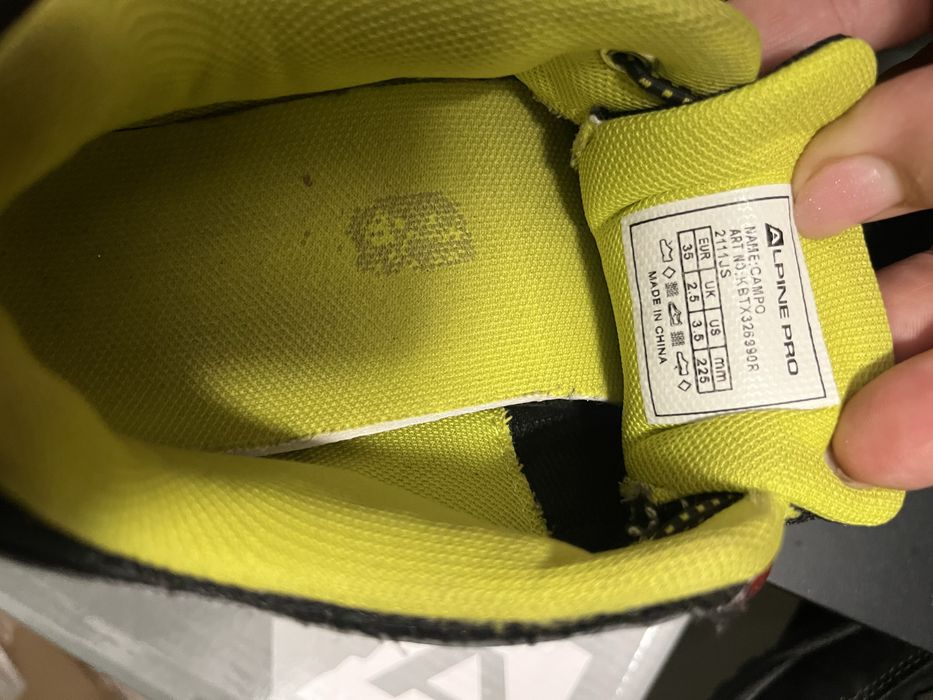 ALPINE PRO
NAME:CAMPO
ART NO:KBTX326990R
2111JS
EUR UK US mm
35 2.5 3.5 225
MADE IN CHINA